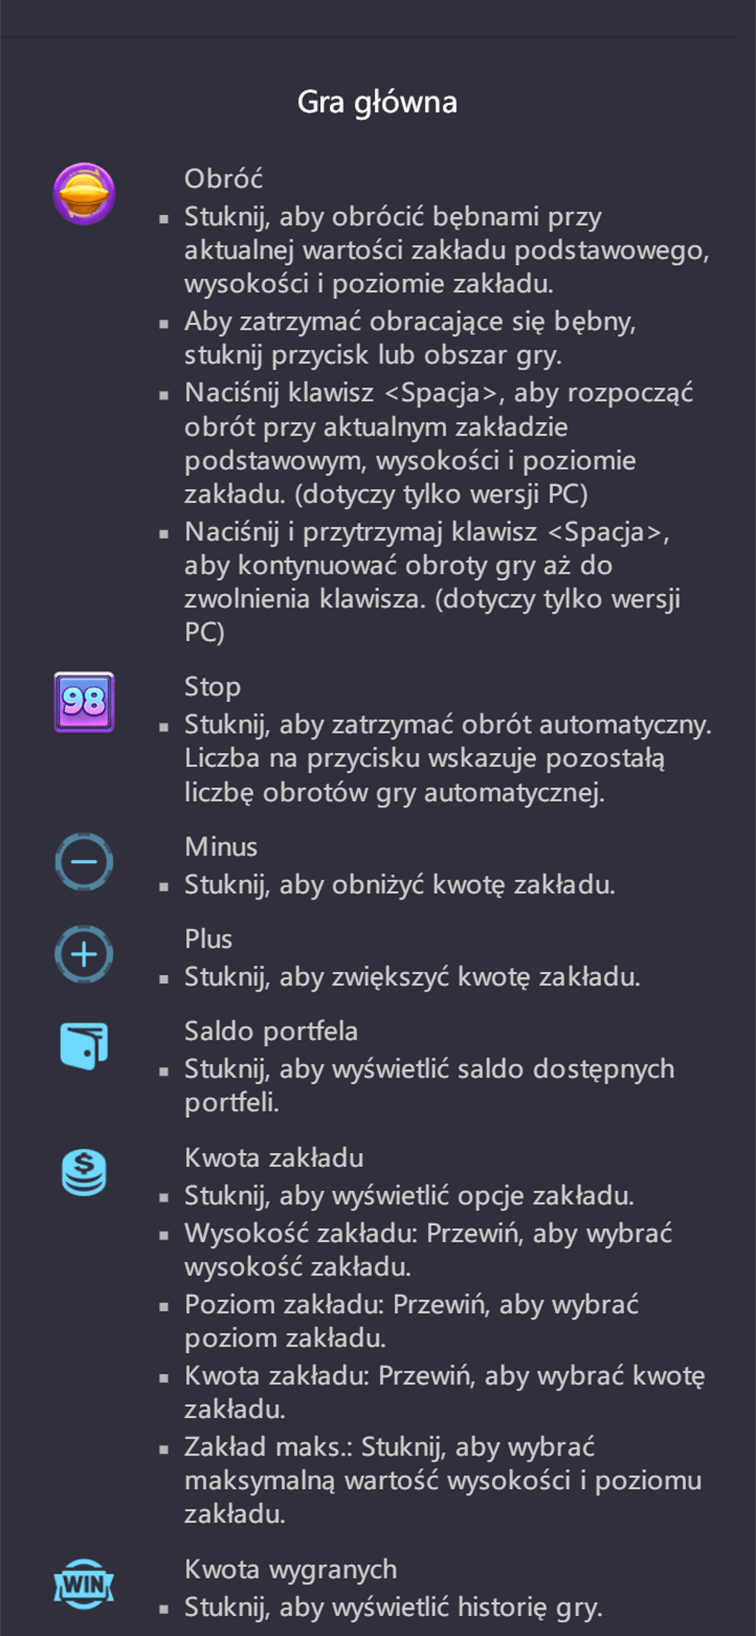 Gra główna
Obróć
▪ Stuknij, aby obrócić bębnami przy
aktualnej wartości zakładu podstawowego,
wysokości i poziomie zakładu.
▪ Aby zatrzymać obracające się bębny,
stuknij przycisk lub obszar gry.
▪ Naciśnij klawisz <Spacja>, aby rozpocząć
obrót przy aktualnym zakładzie
podstawowym, wysokości i poziomie
zakładu. (dotyczy tylko wersji PC)
▪ Naciśnij i przytrzymaj klawisz <Spacja>,
aby kontynuować obroty gry aż do
zwolnienia klawisza. (dotyczy tylko wersji
PC)
98
Stop
▪ Stuknij, aby zatrzymać obrót automatyczny.
Liczba na przycisku wskazuje pozostałą
liczbę obrotów gry automatycznej.
Minus
▪ Stuknij, aby obniżyć kwotę zakładu.
Plus
▪ Stuknij, aby zwiększyć kwotę zakładu.
Saldo portfela
▪ Stuknij, aby wyświetlić saldo dostępnych
portfeli.
$
Kwota zakładu
▪ Stuknij, aby wyświetlić opcje zakładu.
▪ Wysokość zakładu: Przewiń, aby wybrać
wysokość zakładu.
▪ Poziom zakładu: Przewiń, aby wybrać
poziom zakładu.
▪ Kwota zakładu: Przewiń, aby wybrać kwotę
zakładu.
▪ Zakład maks.: Stuknij, aby wybrać
maksymalną wartość wysokości i poziomu
zakładu.
WIN
Kwota wygranych
▪ Stuknij, aby wyświetlić historię gry.